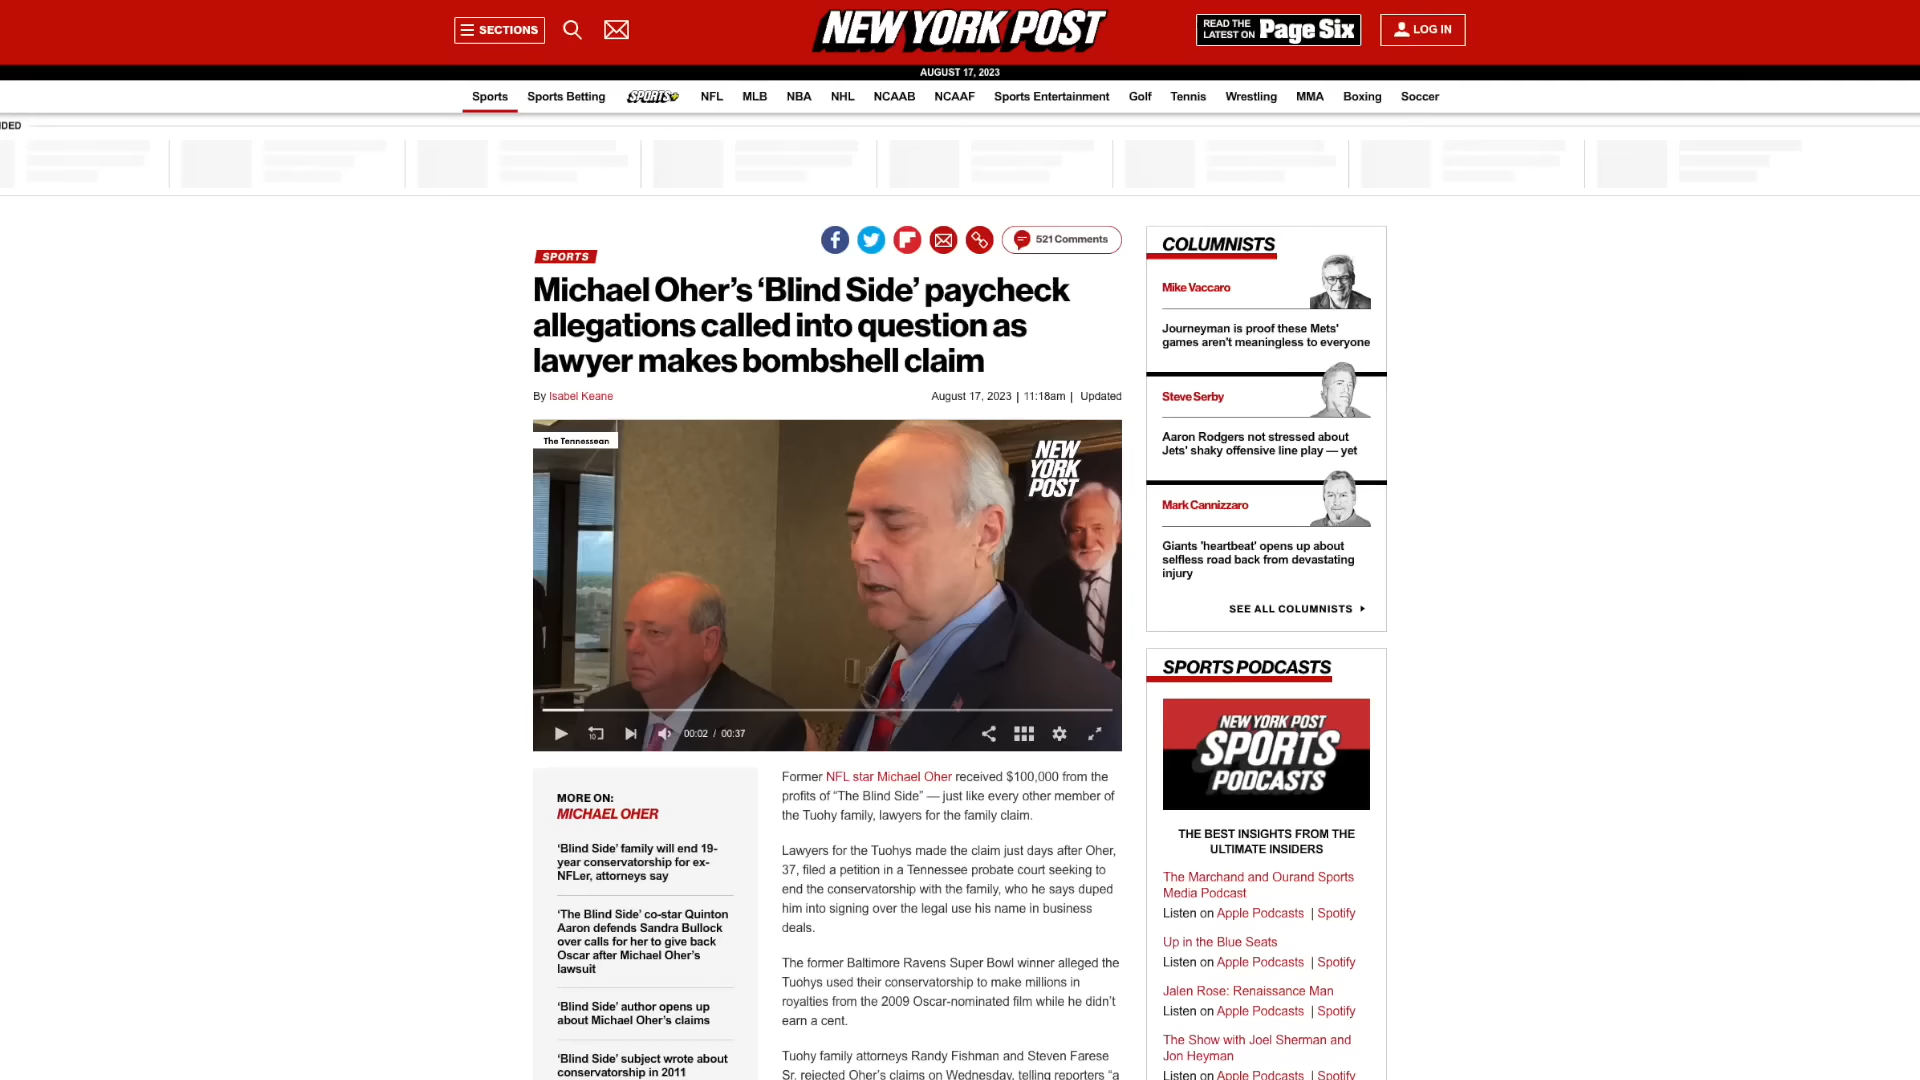 SECTIONS
NEW YORK POST
READ THE
LATEST ON
Page Six
LOG IN
AUGUST 17, 2023
Sports
Sports Betting
SPORTS+
NFL
MLB
NBA
NHL
NCAAB
NCAAF
Sports Entertainment
Golf
Tennis
Wrestling
MMA
Boxing
Soccer
DED
SPORTS
521 Comments
Michael Oher’s ‘Blind Side’ paycheck
allegations called into question as
lawyer makes bombshell claim
By Isabel Keane
August 17, 2023 | 11:18am | Updated
The Tennessean
NEW
YORK
POST
10
00:02 / 00:37
MORE ON:
MICHAEL OHER
‘Blind Side’ family will end 19-
year conservatorship for ex-
NFLer, attorneys say
‘The Blind Side’ co-star Quinton
Aaron defends Sandra Bullock
over calls for her to give back
Oscar after Michael Oher’s
lawsuit
‘Blind Side’ author opens up
about Michael Oher’s claims
‘Blind Side’ subject wrote about
conservatorship in 2011
Former NFL star Michael Oher received $100,000 from the
profits of “The Blind Side” — just like every other member of
the Tuohy family, lawyers for the family claim.
Lawyers for the Tuohys made the claim just days after Oher,
37, filed a petition in a Tennessee probate court seeking to
end the conservatorship with the family, who he says duped
him into signing over the legal use his name in business
deals.
The former Baltimore Ravens Super Bowl winner alleged the
Tuohys used their conservatorship to make millions in
royalties from the 2009 Oscar-nominated film while he didn’t
earn a cent.
Tuohy family attorneys Randy Fishman and Steven Farese
Sr. rejected Oher’s claims on Wednesday, telling reporters “a
COLUMNISTS
Mike Vaccaro
Journeyman is proof these Mets'
games aren't meaningless to everyone
Steve Serby
Aaron Rodgers not stressed about
Jets' shaky offensive line play — yet
Mark Cannizzaro
Giants 'heartbeat' opens up about
selfless road back from devastating
injury
SEE ALL COLUMNISTS
SPORTS PODCASTS
NEW YORK POST
SPORTS
PODCASTS
THE BEST INSIGHTS FROM THE
ULTIMATE INSIDERS
The Marchand and Ourand Sports
Media Podcast
Listen on Apple Podcasts | Spotify
Up in the Blue Seats
Listen on Apple Podcasts | Spotify
Jalen Rose: Renaissance Man
Listen on Apple Podcasts | Spotify
The Show with Joel Sherman and
Jon Heyman
Listen on Apple Podcasts | Spotify